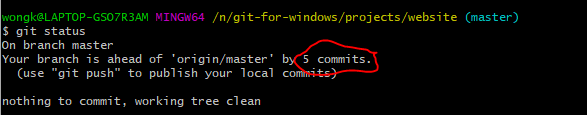 wongk@LAPTOP-GSO7R3AM MINGW64 /n/git-for-windows/projects/website (master)
$ git status
On branch master
Your branch is ahead of 'origin/master' by 5 commits.
  (use "git push" to publish your local commits)
nothing to commit, working tree clean